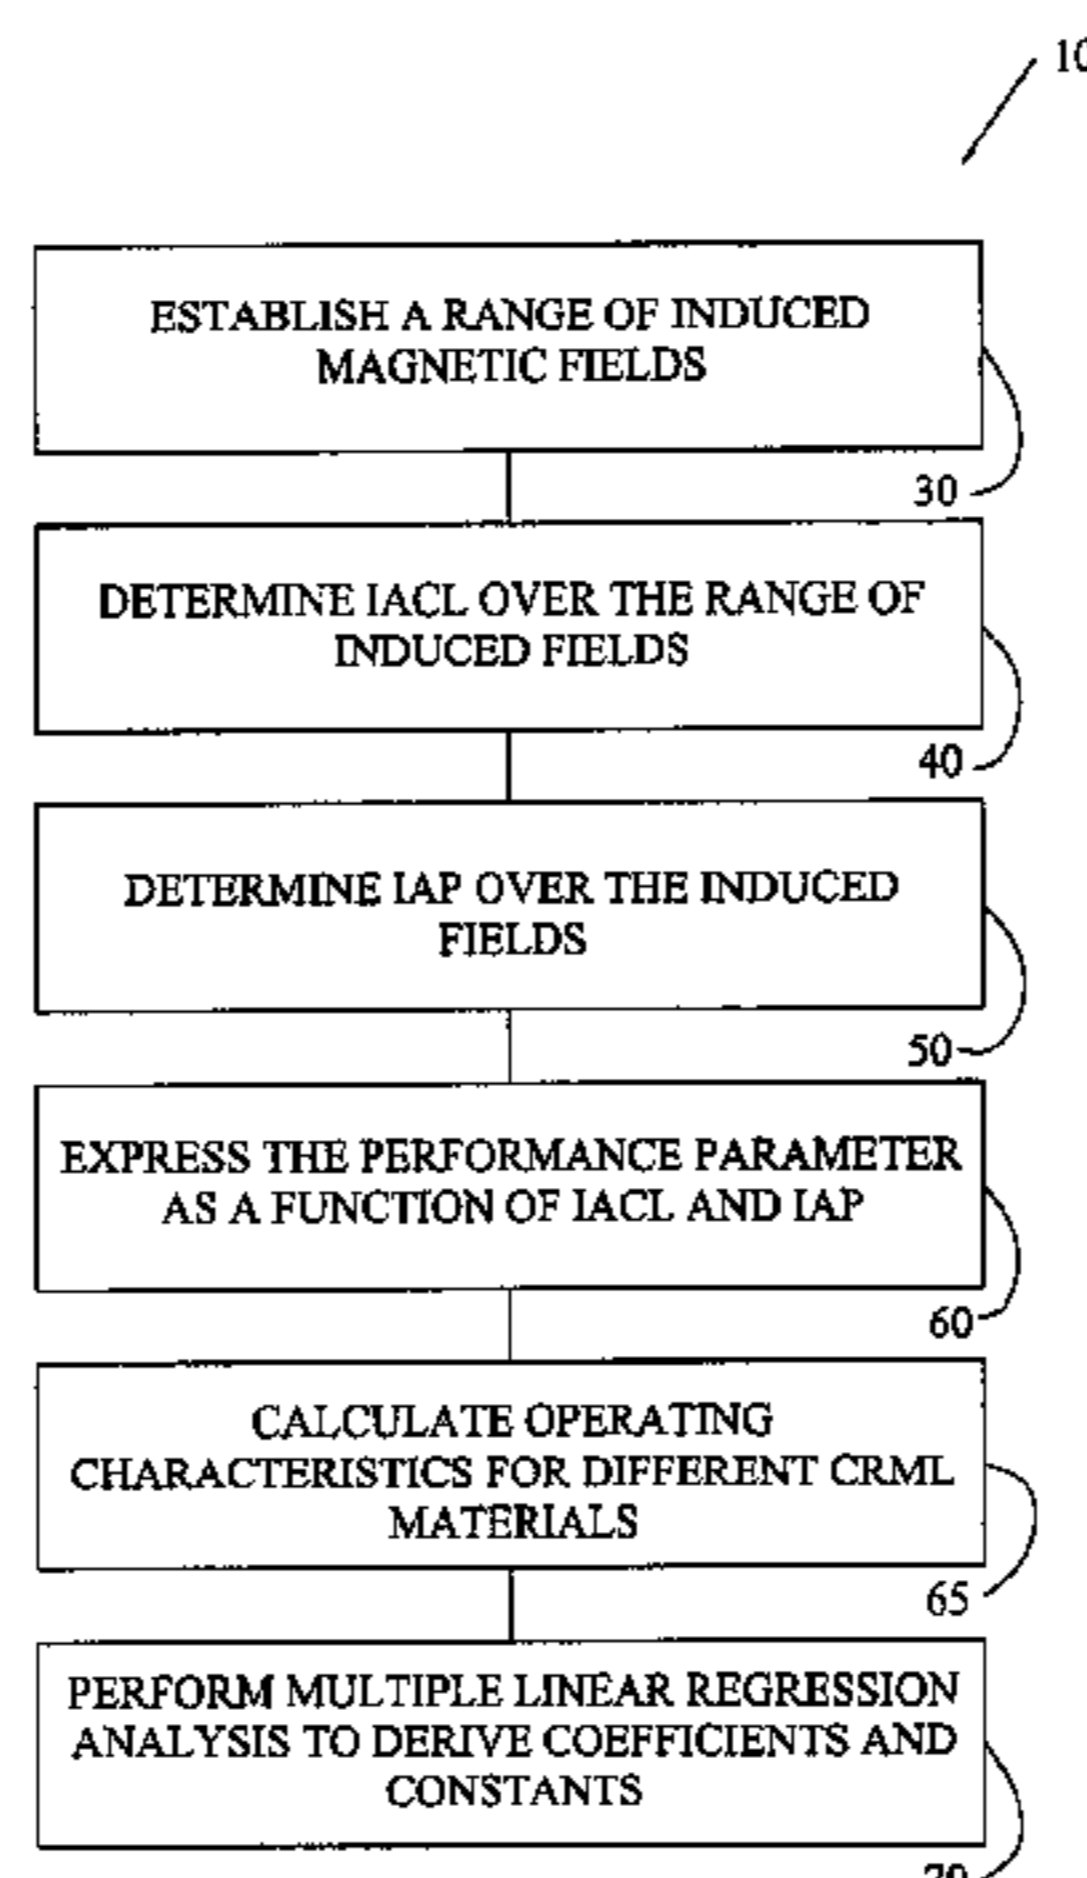 10
ESTABLISH A RANGE OF INDUCED
MAGNETIC FIELDS
30
DETERMINE IACL OVER THE RANGE OF
INDUCED FIELDS
40
DETERMINE IAP OVER THE INDUCED
FIELDS
50
EXPRESS THE PERFORMANCE PARAMETER
AS A FUNCTION OF IACL AND IAP
60
CALCULATE OPERATING
CHARACTERISTICS FOR DIFFERENT CRML
MATERIALS
65
PERFORM MULTIPLE LINEAR REGRESSION
ANALYSIS TO DERIVE COEFFICIENTS AND
CONSTANTS
70